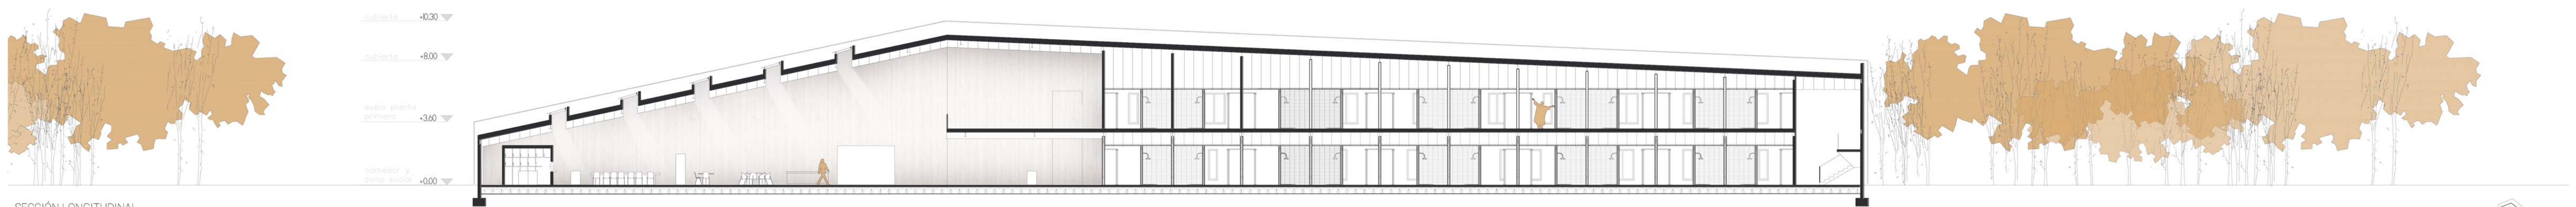 cubierta +10.30
cubierta +8.00
suelo planta
primera +3.60
comedor y
zona social +0.00
SECCIÓN LONGITUDINAL